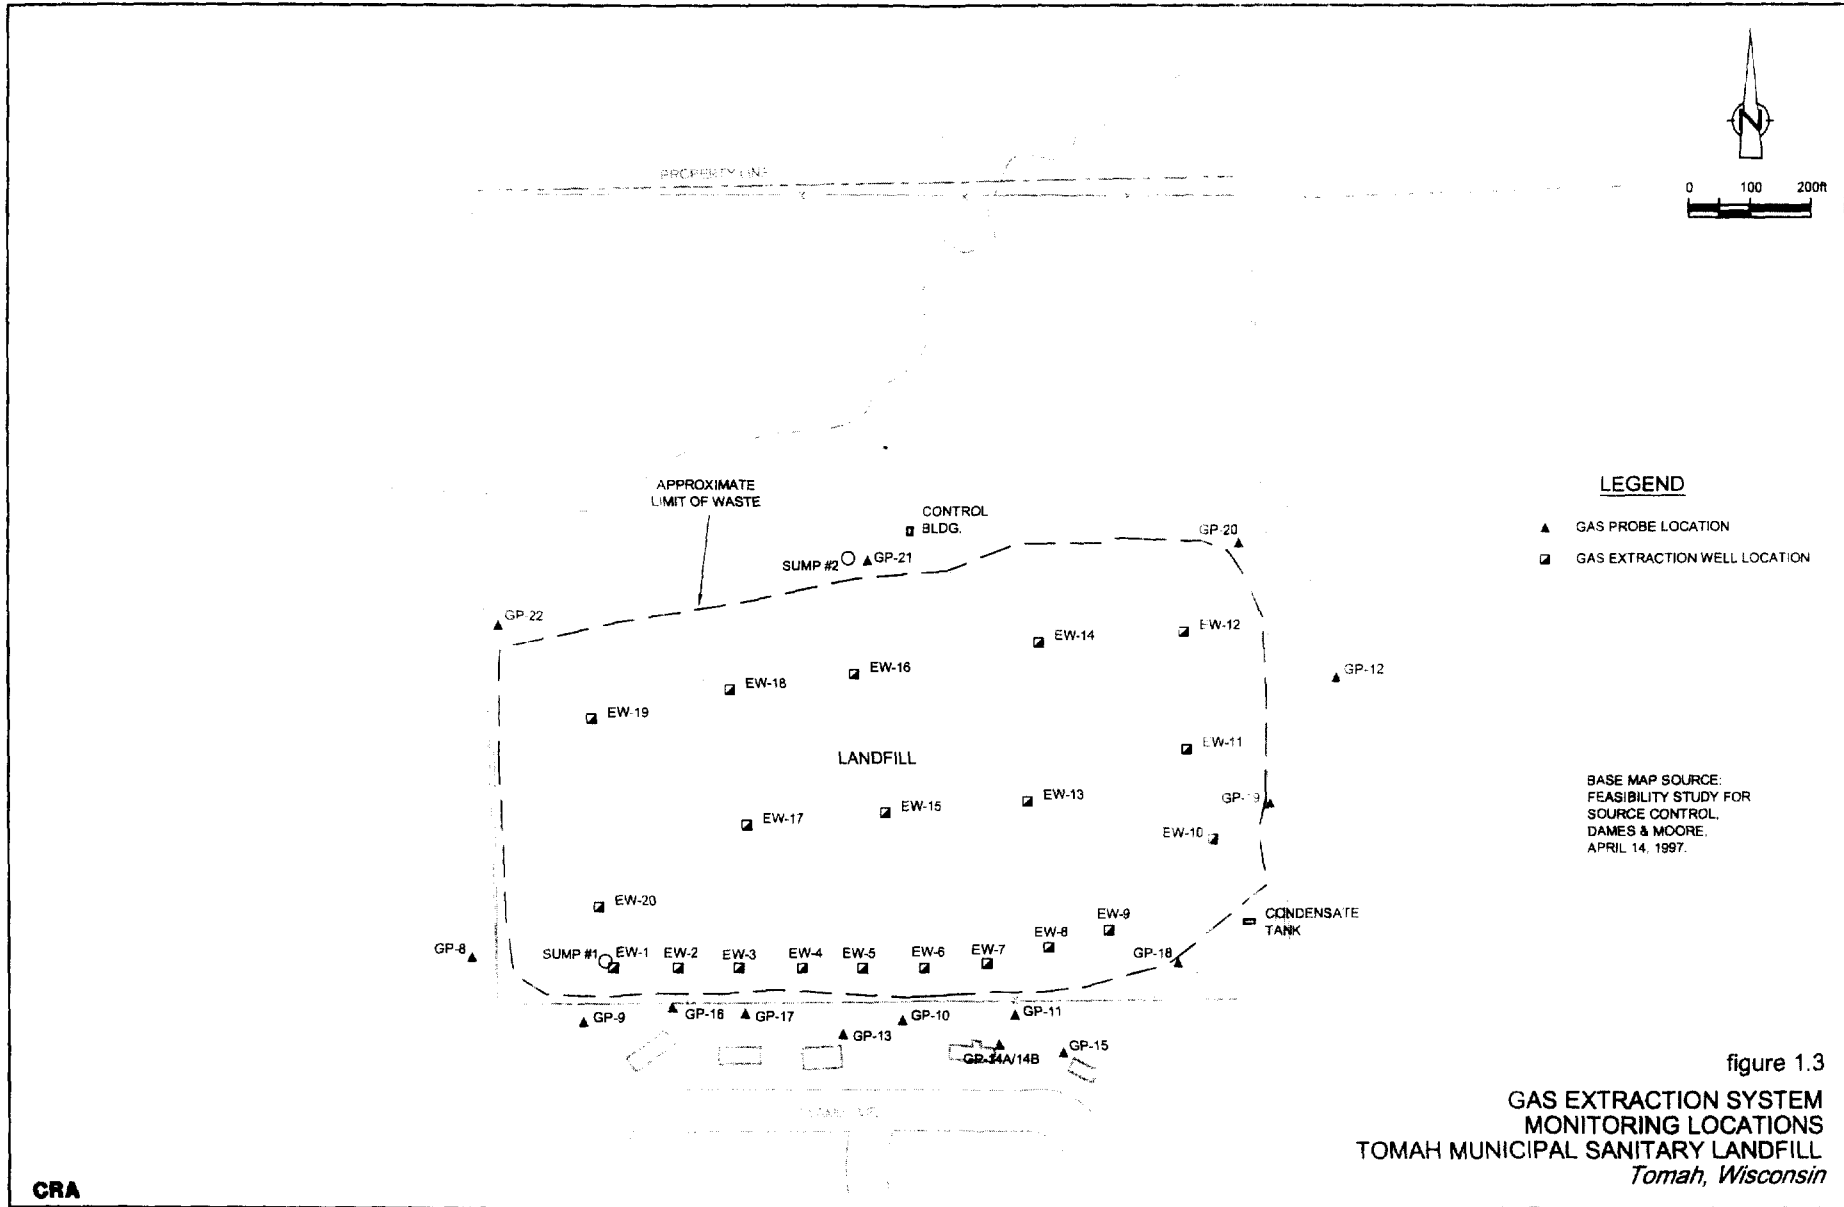 N
0 100 200ft
PROPERTY LINE
APPROXIMATE
LIMIT OF WASTE
CONTROL
BLDG.
SUMP #2
GP-21
GP-20
GP-22
EW-14
EW-12
EW-16
EW-18
EW-19
GP-12
LANDFILL
EW-11
EW-13
GP-19
EW-15
EW-17
EW-10
EW-20
EW-9
CONDENSATE
TANK
GP-8
SUMP #1
EW-1
EW-2
EW-3
EW-4
EW-5
EW-6
EW-7
EW-8
GP-18
GP-9
GP-16
GP-17
GP-13
GP-10
GP-11
GP-14A/14B
GP-15
LEGEND
GAS PROBE LOCATION
GAS EXTRACTION WELL LOCATION
BASE MAP SOURCE:
FEASIBILITY STUDY FOR
SOURCE CONTROL,
DAMES & MOORE,
APRIL 14, 1997.
figure 1.3
GAS EXTRACTION SYSTEM
MONITORING LOCATIONS
TOMAH MUNICIPAL SANITARY LANDFILL
Tomah, Wisconsin
CRA